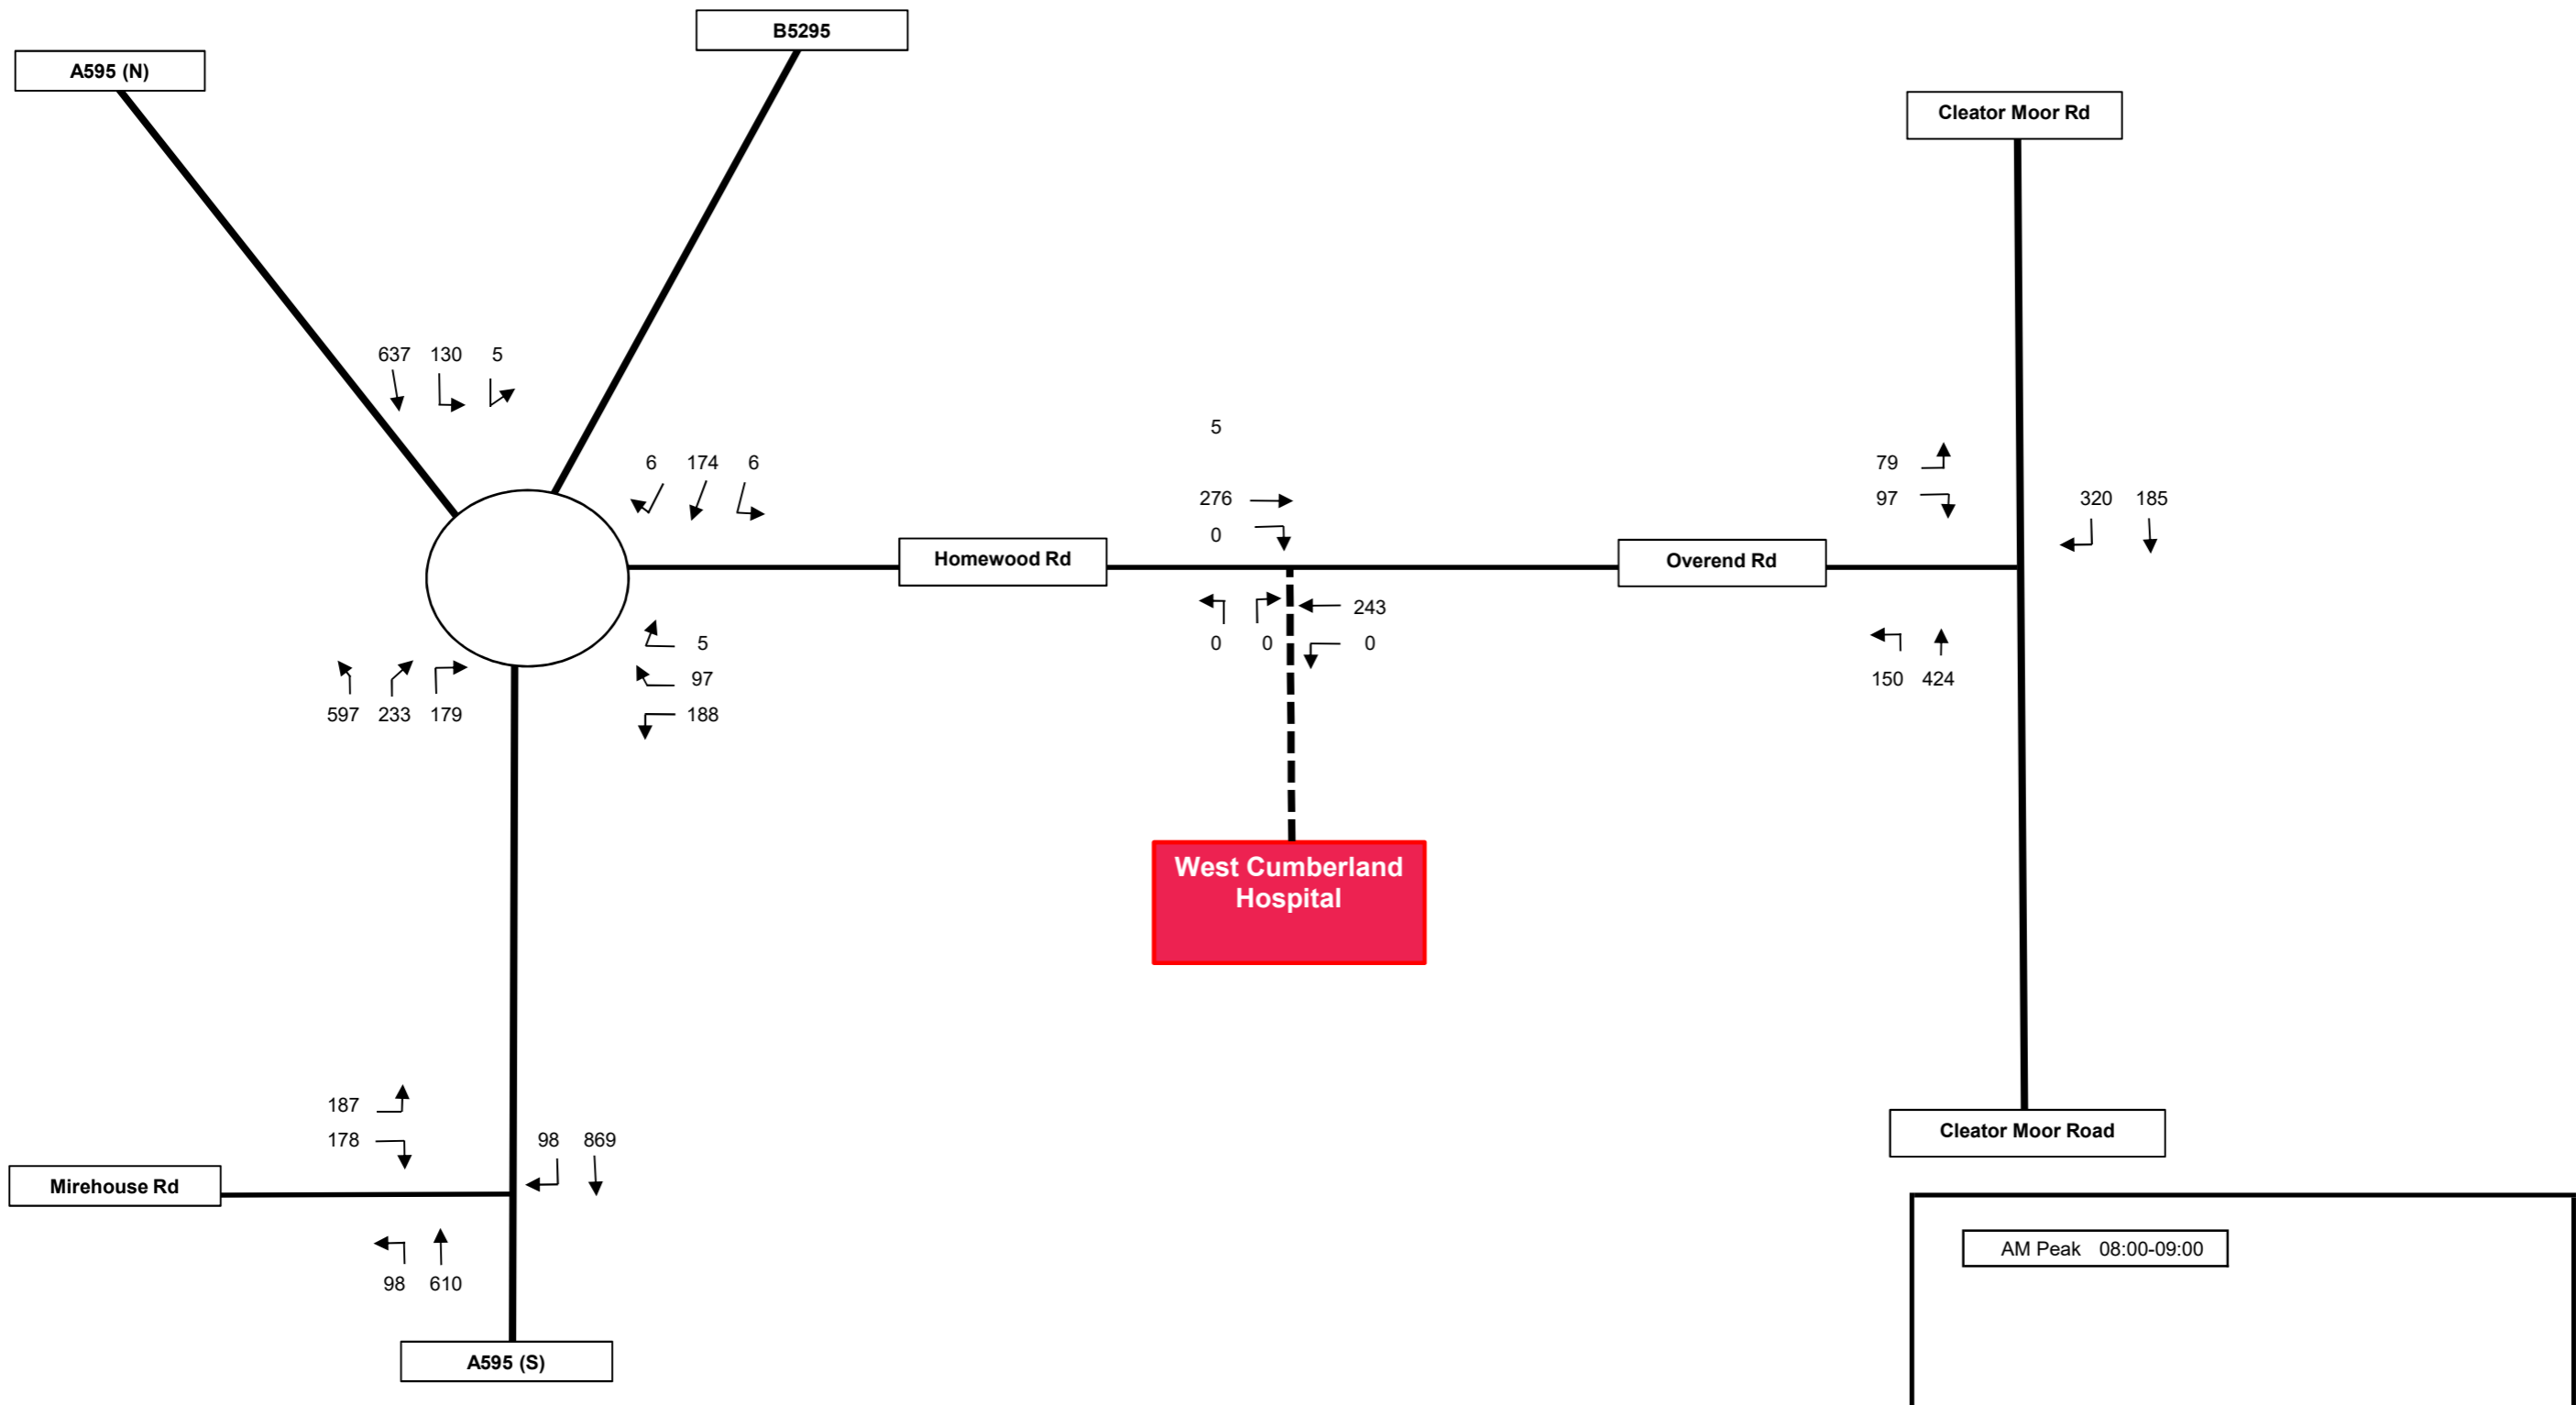 B5295
A595 (N)
Cleator Moor Rd
637 130 5
5
6 174 6
79
276
97
320 185
0
Homewood Rd
Overend Rd
243
5
0 0 0
97
150 424
597 233 179
188
West Cumberland
Hospital
187
Cleator Moor Road
178
98 869
Mirehouse Rd
AM Peak 08:00-09:00
98 610
A595 (S)